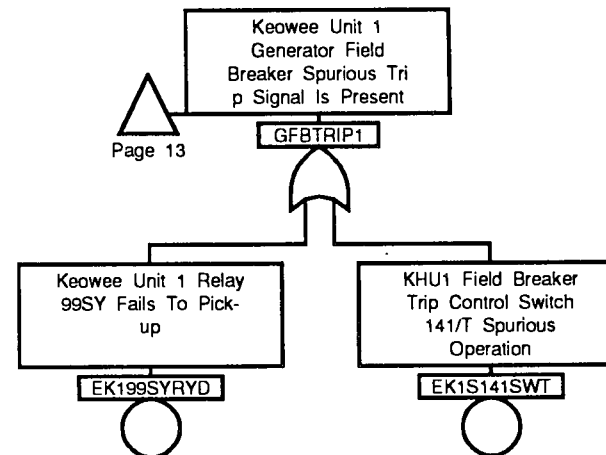 Keowee Unit 1
Generator Field
Breaker Spurious Tri
p Signal Is Present
Page 13
GFBTRIP1
Keowee Unit 1 Relay
99SY Fails To Pick-
up
KHU1 Field Breaker
Trip Control Switch
141/T Spurious
Operation
EK199SYRYD
EK1S141SWT